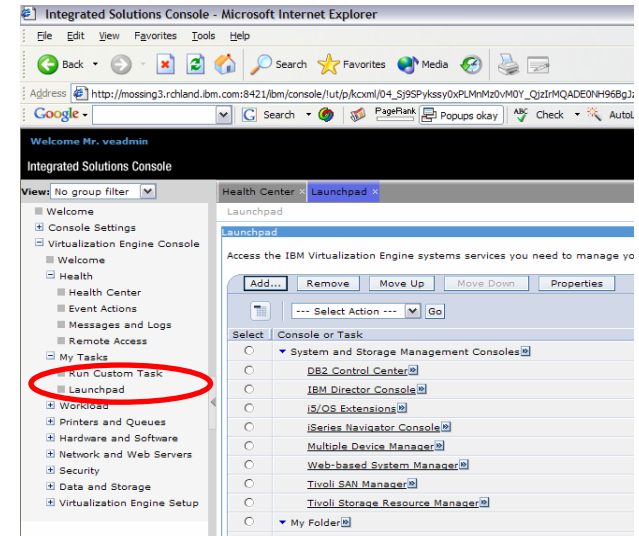 Integrated Solutions Console - Microsoft Internet Explorer
File Edit View Favorites Tools Help
Back Search Favorites Media
Address http://mossing3.rchland.ibm.com:8421/ibm/console/!ut/p/kcxml/
Google Search PageRank Popups okay ABC Check AutoL
Welcome Mr. veadmin
Integrated Solutions Console
View: No group filter
Health Center × Launchpad ×
Welcome
Console Settings
Virtualization Engine Console
Welcome
Health
Health Center
Event Actions
Messages and Logs
Remote Access
My Tasks
Run Custom Task
Launchpad
Workload
Printers and Queues
Hardware and Software
Network and Web Servers
Security
Data and Storage
Virtualization Engine Setup
Launchpad
Launchpad
Access the IBM Virtualization Engine systems services you need to manage yo
Add... Remove Move Up Move Down Properties
--- Select Action --- Go
Select Console or Task
System and Storage Management Consoles
DB2 Control Center
IBM Director Console
i5/OS Extensions
iSeries Navigator Console
Multiple Device Manager
Web-based System Manager
Tivoli SAN Manager
Tivoli Storage Resource Manager
My Folder